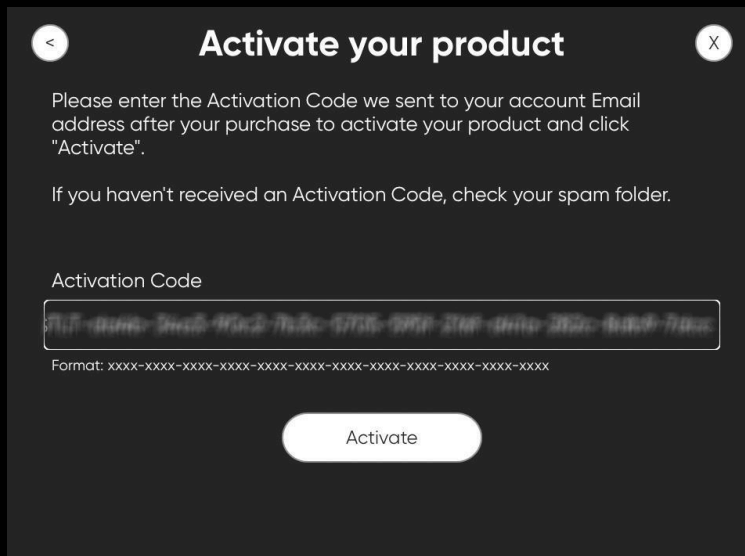 <
Activate your product
X
Please enter the Activation Code we sent to your account Email
address after your purchase to activate your product and click
"Activate".
If you haven't received an Activation Code, check your spam folder.
Activation Code
Format: xxxx-xxxx-xxxx-xxxx-xxxx-xxxx-xxxx-xxxx-xxxx-xxxx-xxxx-xxxx
Activate